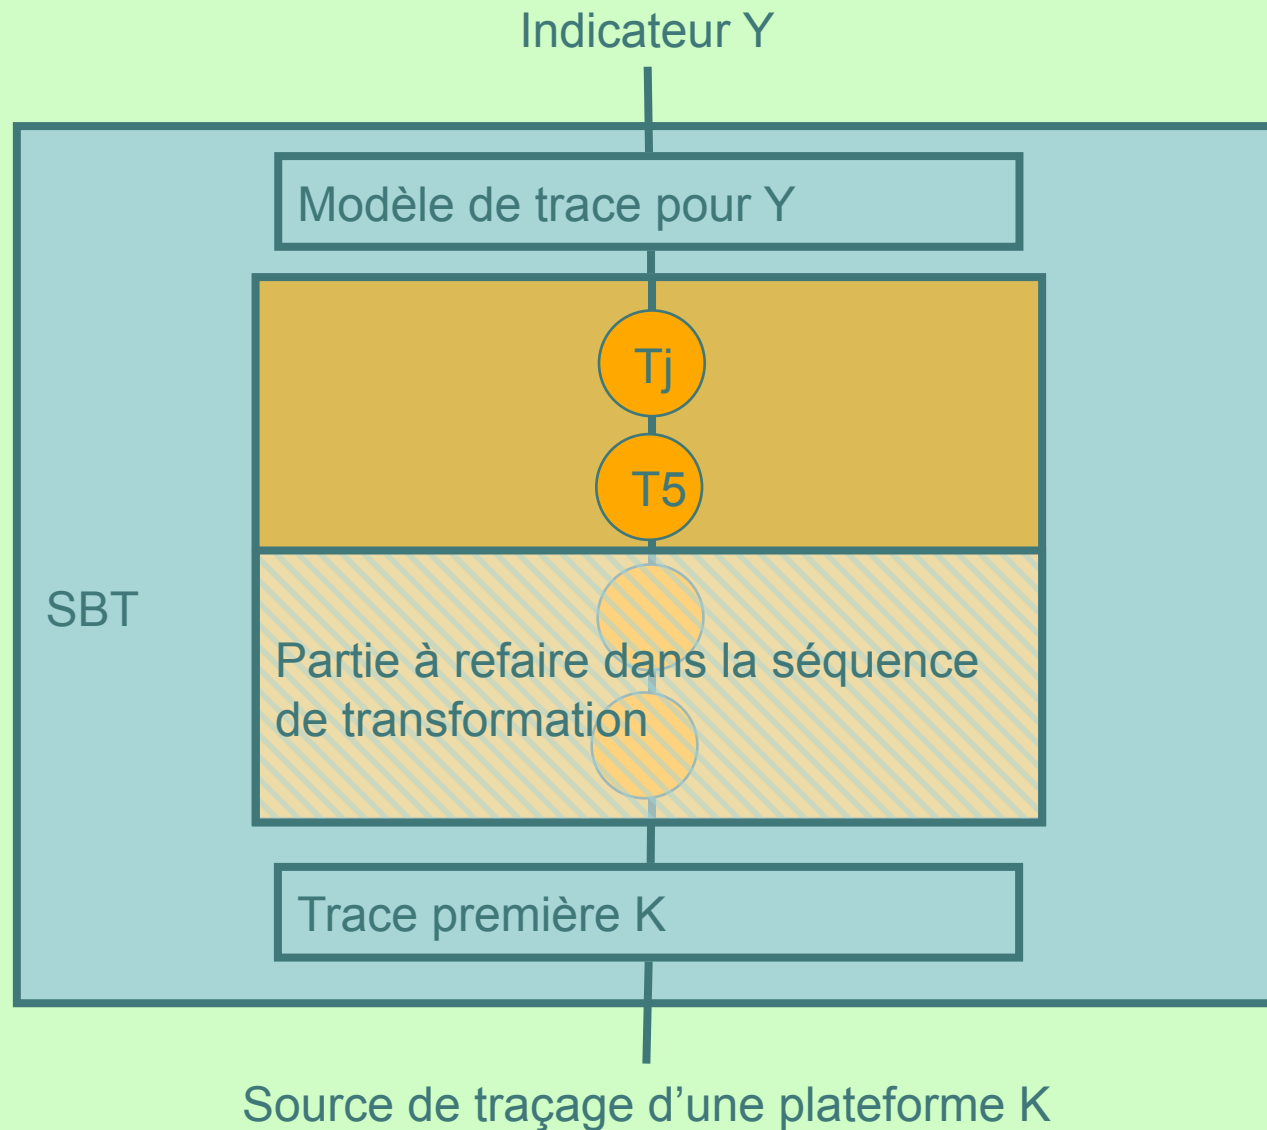 Indicateur Y
Modèle de trace pour Y
Tj
T5
SBT
Partie à refaire dans la séquence
de transformation
Trace première K
Source de traçage d’une plateforme K